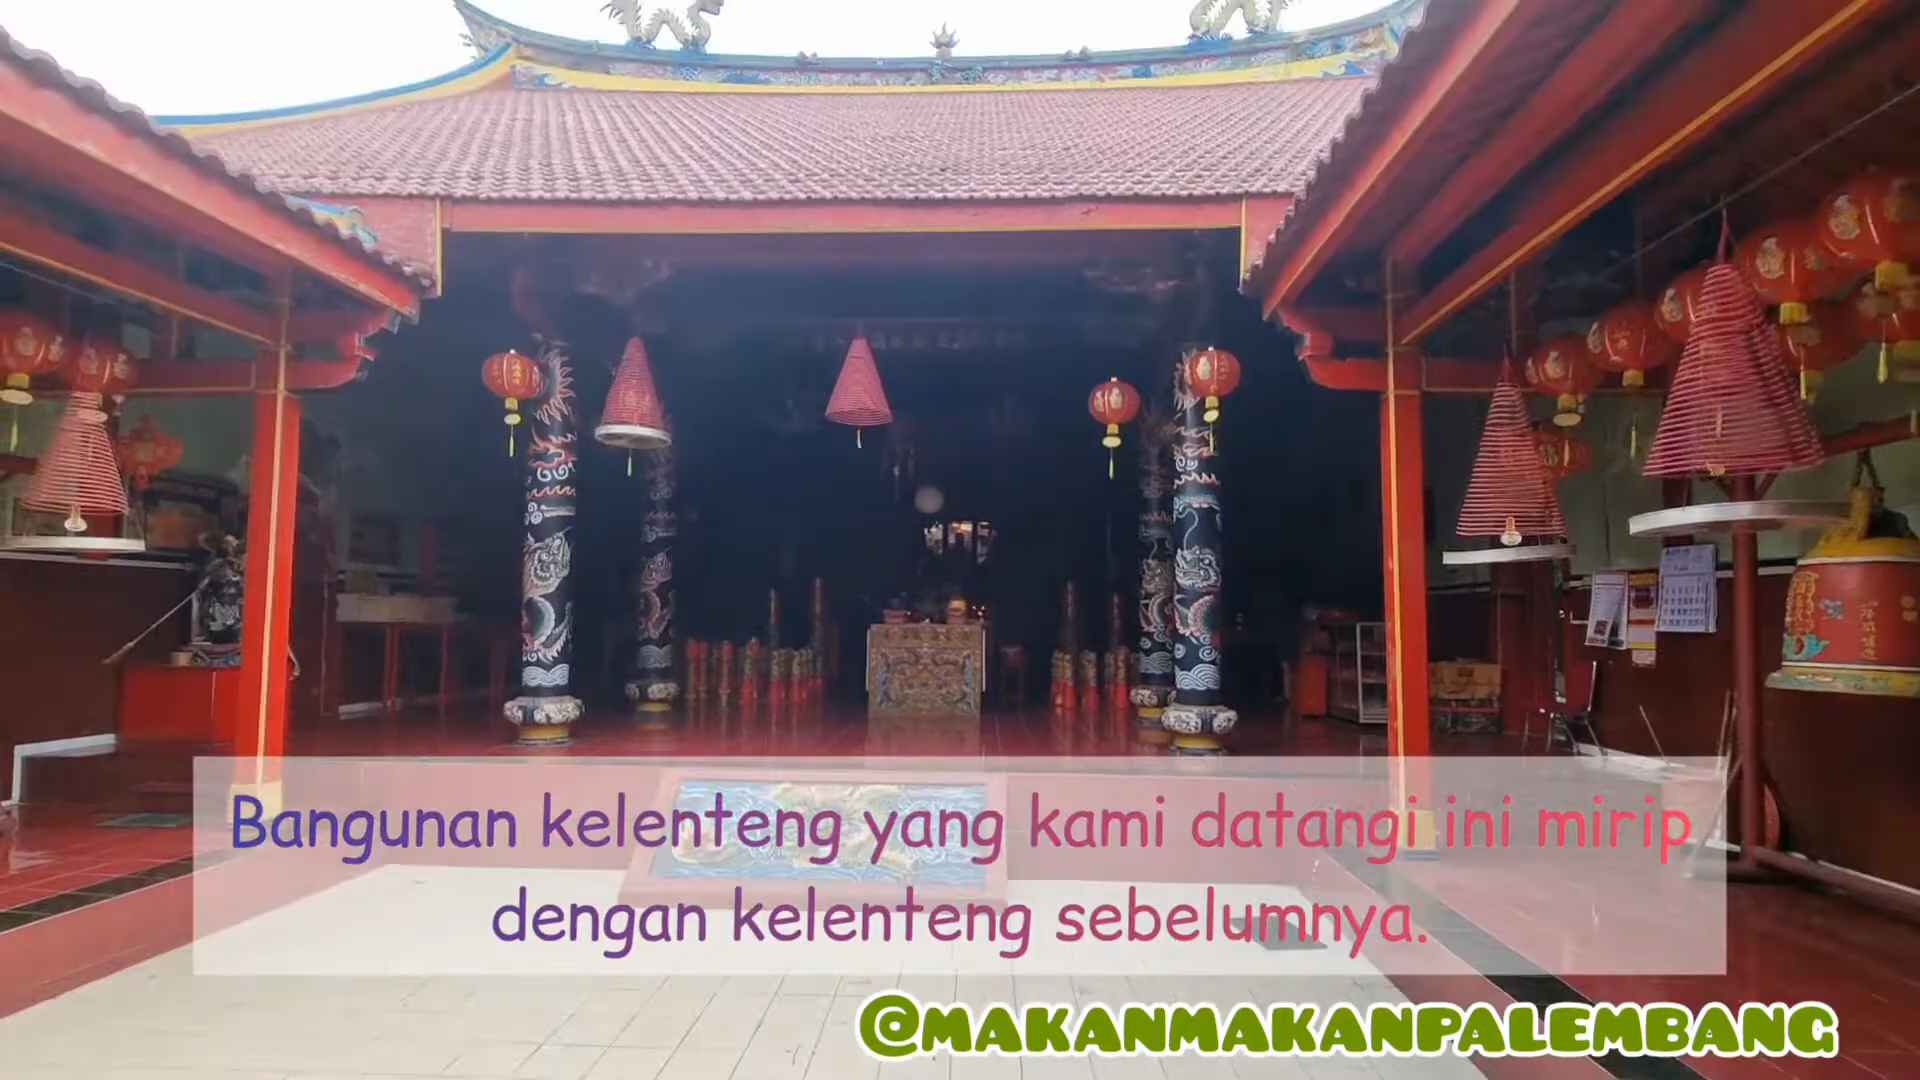 Bangunan kelenteng yang kami datangi ini mirip
dengan kelenteng sebelumnya.
@MAKANMAKANPALEMBANG